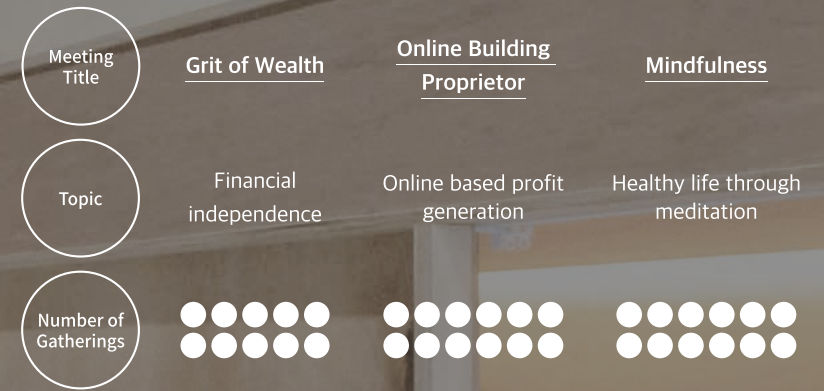 Meeting
Title
Grit of Wealth
Online Building
Proprietor
Mindfulness
Topic
Financial
independence
Online based profit
generation
Healthy life through
meditation
Number of
Gatherings